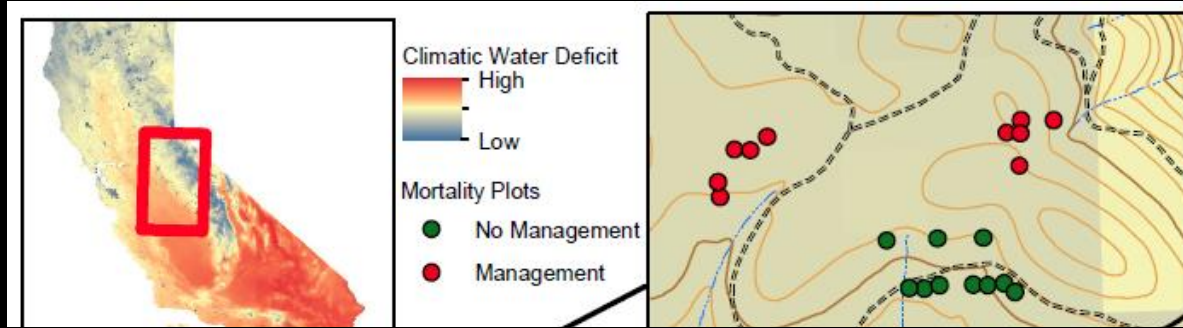 Climatic Water Deficit
High
Low
Mortality Plots
No Management
Management